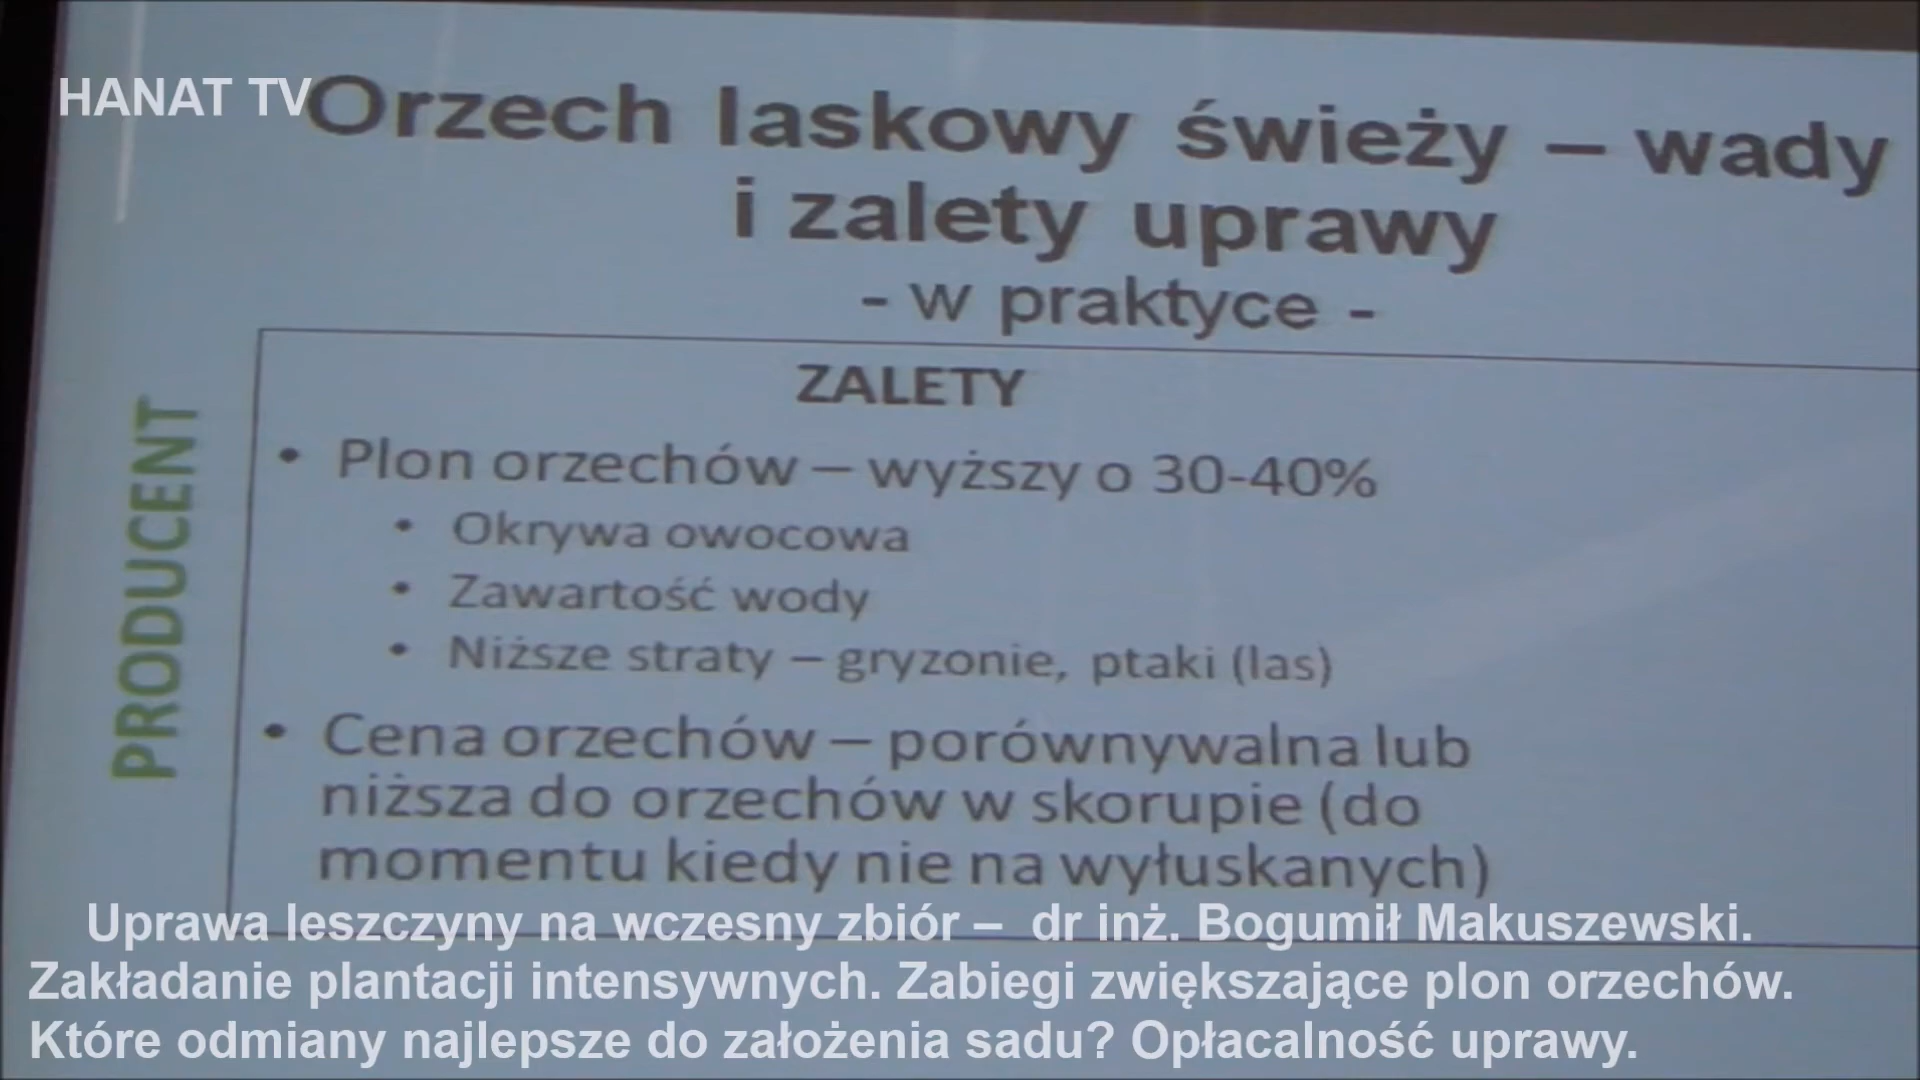 HANAT TV
Orzech laskowy świeży – wady
i zalety uprawy
- w praktyce -
PRODUCENT
ZALETY
• Plon orzechów – wyższy o 30-40%
• Okrywa owocowa
• Zawartość wody
• Niższe straty – gryzonie, ptaki (las)
• Cena orzechów – porównywalna lub
niższa do orzechów w skorupie (do
momentu kiedy nie na wyłuskanych)
Uprawa leszczyny na wczesny zbiór – dr inż. Bogumił Makuszewski.
Zakładanie plantacji intensywnych. Zabiegi zwiększające plon orzechów.
Które odmiany najlepsze do założenia sadu? Opłacalność uprawy.